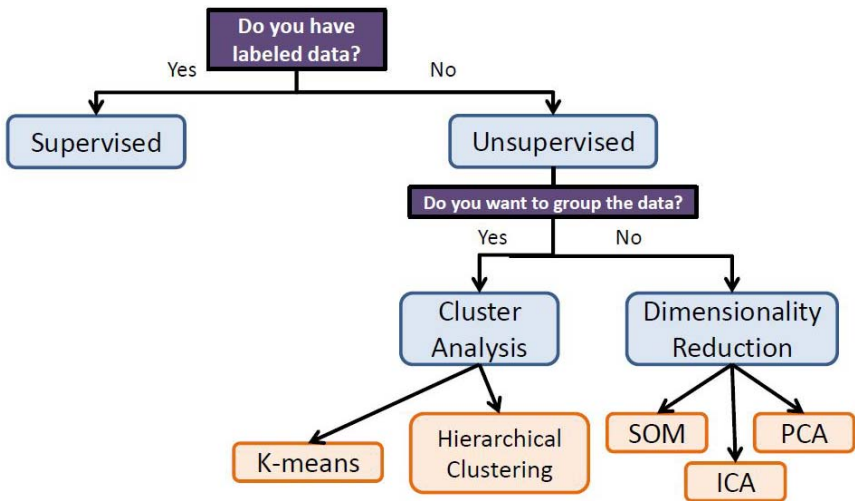 Do you have
labeled data?
Yes
No
Supervised
Unsupervised
Do you want to group the data?
Yes
No
Cluster
Analysis
Dimensionality
Reduction
K-means
Hierarchical
Clustering
SOM
ICA
PCA